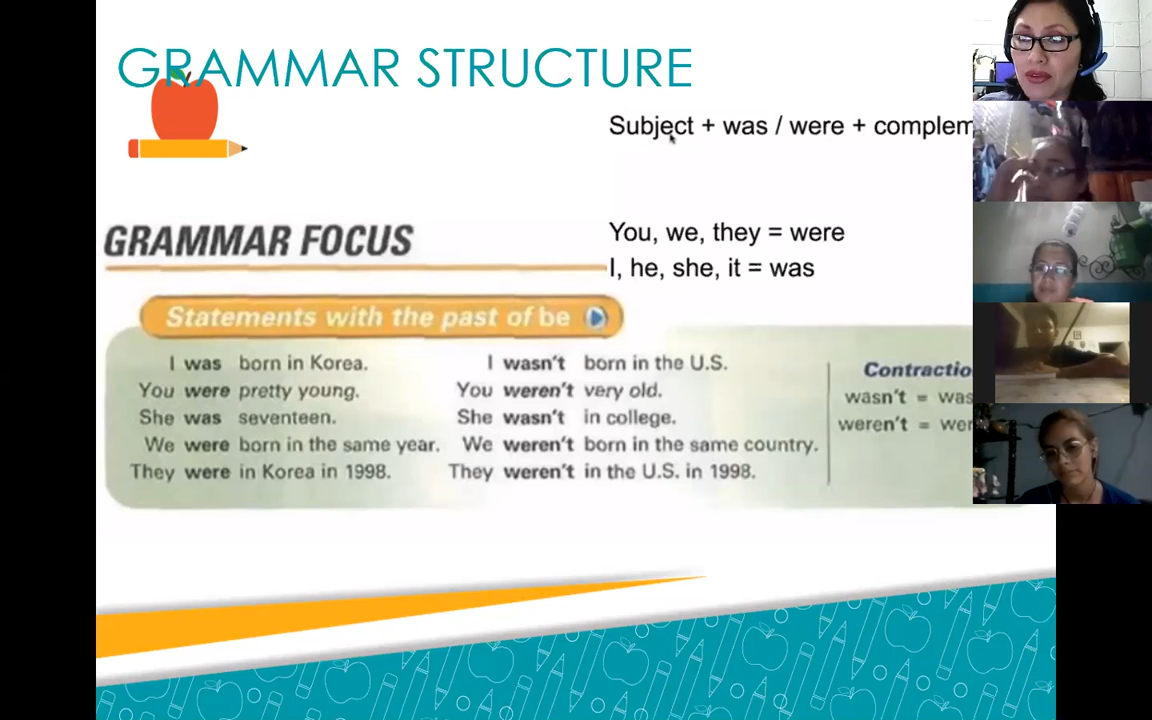 GRAMMAR STRUCTURE
Subject + was / were + complem
GRAMMAR FOCUS
You, we, they = were
I, he, she, it = was
Statements with the past of be
I was born in Korea.
You were pretty young.
She was seventeen.
We were born in the same year.
They were in Korea in 1998.
I wasn't born in the U.S.
You weren't very old.
She wasn't in college.
We weren't born in the same country.
They weren't in the U.S. in 1998.
Contractio
wasn't = was
weren't = wer